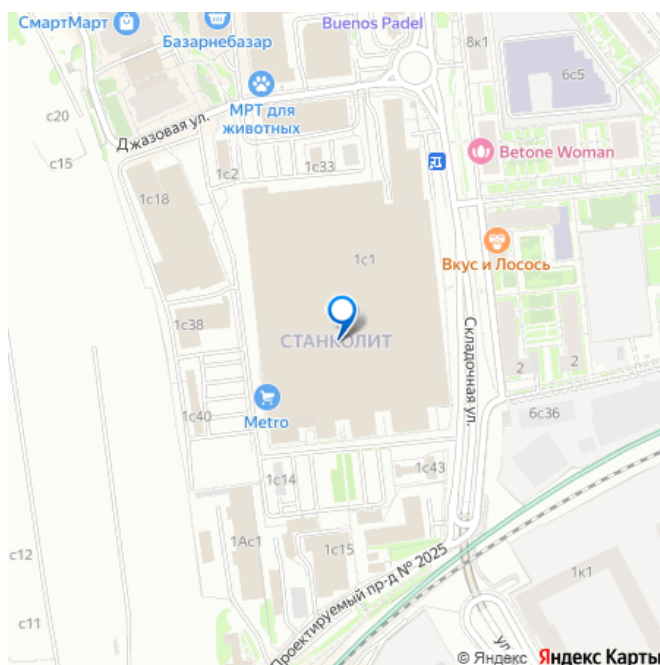 СмартМарт
Базарнебазар
Buenos Padel
8к1
6с5
с20
МРТ для
животных
Джазовая ул.
с15
1с2
1с33
Betone Woman
1с18
1с1
Вкус и Лосось
1с38
СТАНКОЛИТ
Складочная ул.
2
2
Metro
1с40
6с36
1с14
1с43
1Ас1
1с15
с12
Проектируемый пр-д № 2025
1к1
с11
ул
© Яндекс Яндекс Карты